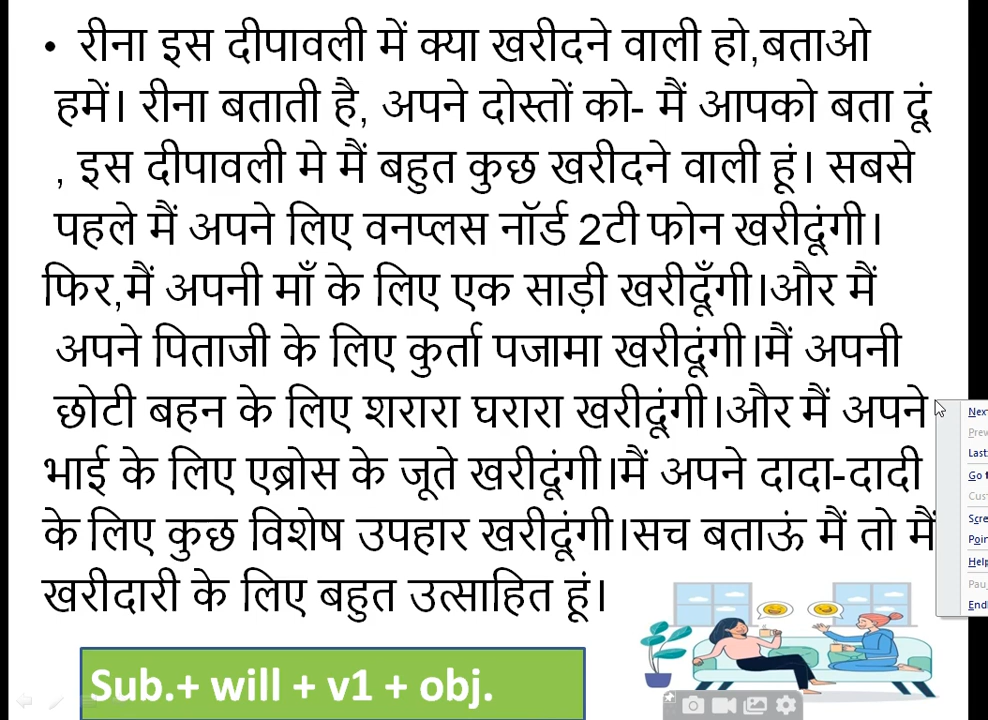 • रीना इस दीपावली में क्या खरीदने वाली हो,बताओ
हमें। रीना बताती है, अपने दोस्तों को- मैं आपको बता दूं
, इस दीपावली मे मैं बहुत कुछ खरीदने वाली हूं। सबसे
पहले मैं अपने लिए वनप्लस नॉर्ड 2टी फोन खरीदूंगी।
फिर,मैं अपनी माँ के लिए एक साड़ी खरीदूँगी।और मैं
अपने पिताजी के लिए कुर्ता पजामा खरीदूंगी।मैं अपनी
छोटी बहन के लिए शरारा घरारा खरीदूंगी।और मैं अपने
भाई के लिए एब्रोस के जूते खरीदूंगी।मैं अपने दादा-दादी
के लिए कुछ विशेष उपहार खरीदूंगी।सच बताऊं मैं तो मैं
खरीदारी के लिए बहुत उत्साहित हूं।
Sub.+ will + v1 + obj.
Help